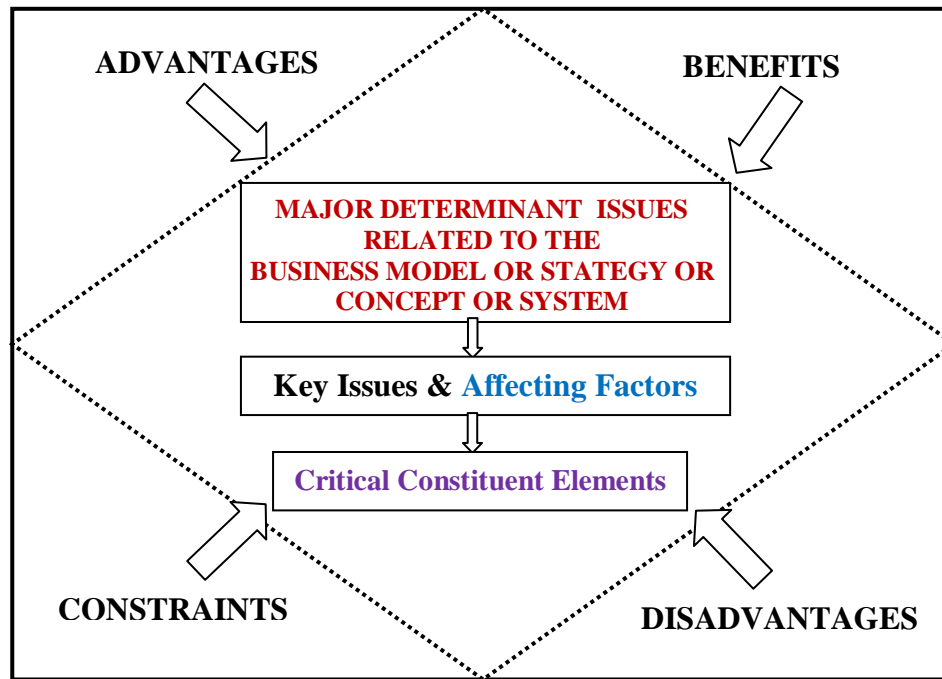 ADVANTAGES
BENEFITS
MAJOR DETERMINANT ISSUES
RELATED TO THE
BUSINESS MODEL OR STATEGY OR
CONCEPT OR SYSTEM
Key Issues & Affecting Factors
Critical Constituent Elements
CONSTRAINTS
DISADVANTAGES